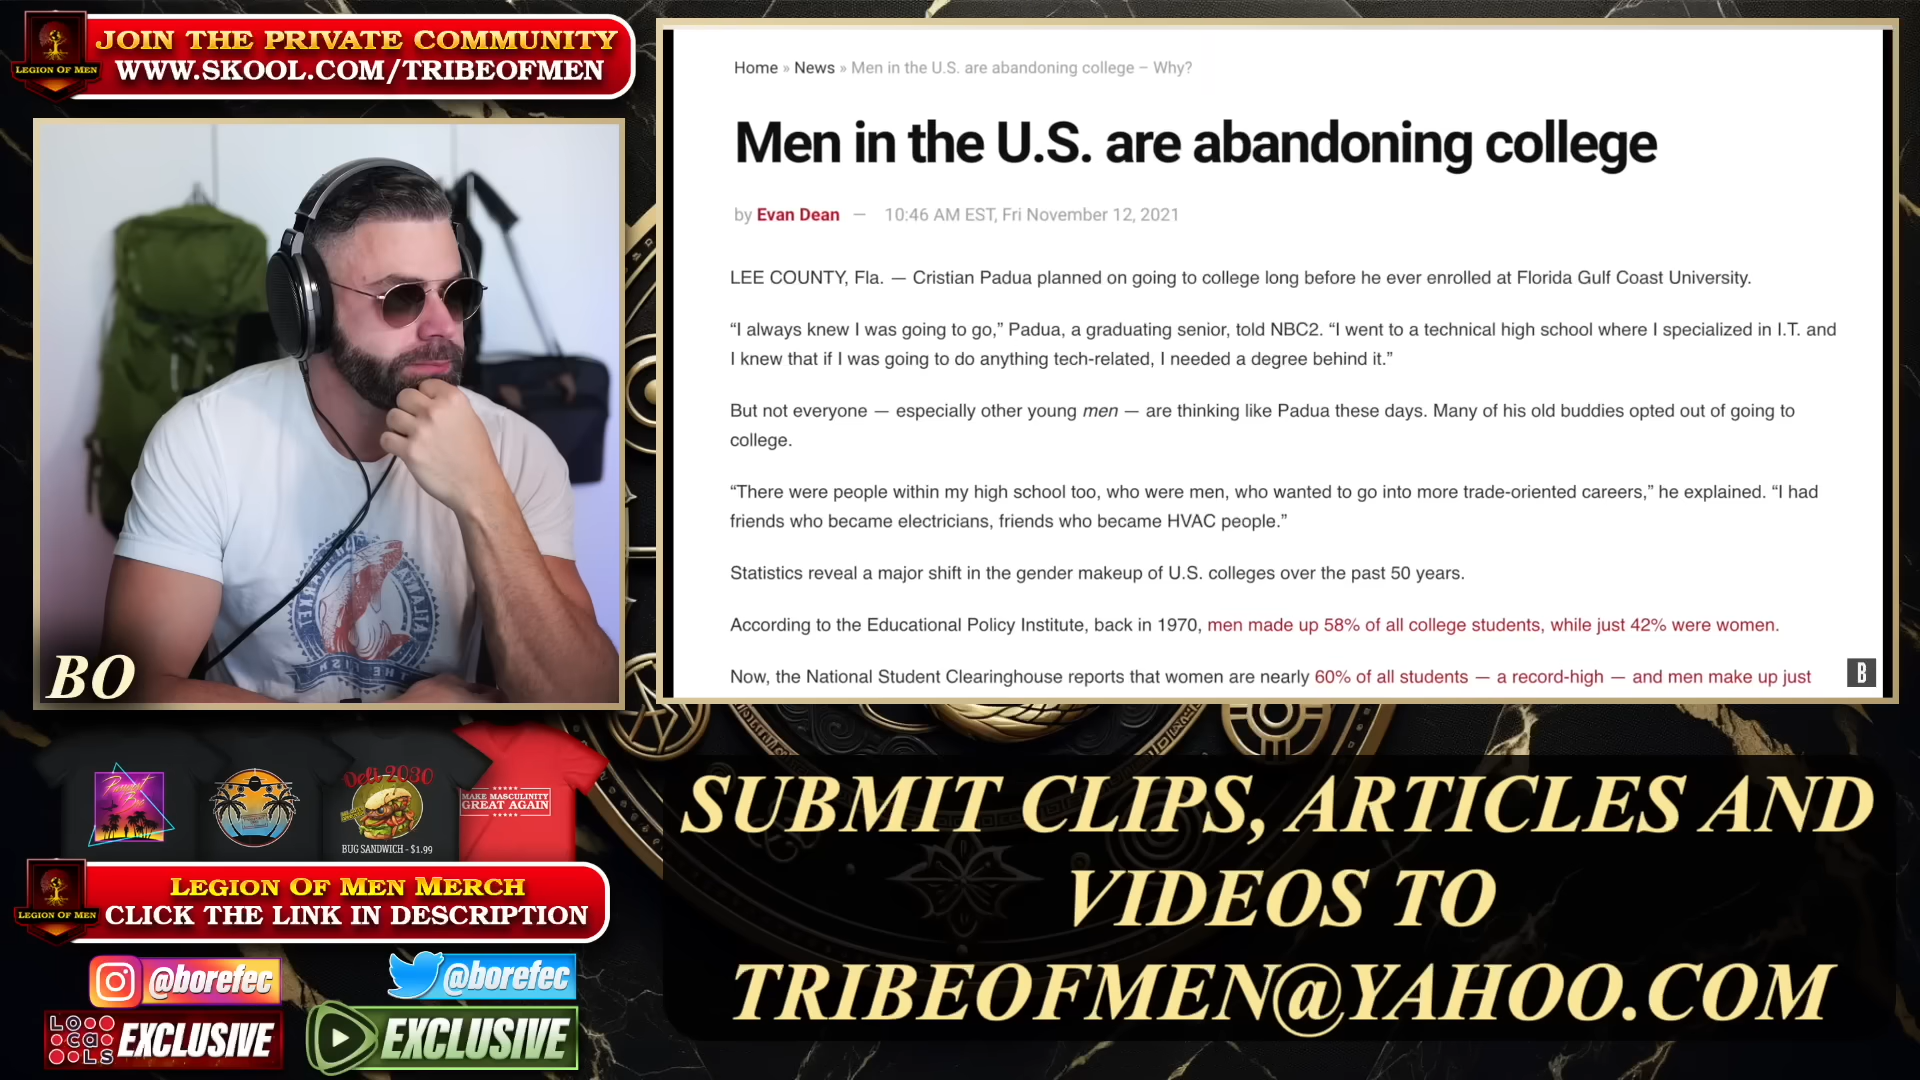 JOIN THE PRIVATE COMMUNITY
WWW.SKOOL.COM/TRIBEOFMEN
LEGION OF MEN
BO
Home » News » Men in the U.S. are abandoning college – Why?
Men in the U.S. are abandoning college
by Evan Dean — 10:46 AM EST, Fri November 12, 2021
LEE COUNTY, Fla. — Cristian Padua planned on going to college long before he ever enrolled at Florida Gulf Coast University.
“I always knew I was going to go,” Padua, a graduating senior, told NBC2. “I went to a technical high school where I specialized in I.T. and
I knew that if I was going to do anything tech-related, I needed a degree behind it.”
But not everyone — especially other young men — are thinking like Padua these days. Many of his old buddies opted out of going to
college.
“There were people within my high school too, who were men, who wanted to go into more trade-oriented careers,” he explained. “I had
friends who became electricians, friends who became HVAC people.”
Statistics reveal a major shift in the gender makeup of U.S. colleges over the past 50 years.
According to the Educational Policy Institute, back in 1970, men made up 58% of all college students, while just 42% were women.
Now, the National Student Clearinghouse reports that women are nearly 60% of all students — a record-high — and men make up just
B
Deli 2030
BUG SANDWICH - $1.99
MAKE MASCULINITY
GREAT AGAIN
LEGION OF MEN MERCH
CLICK THE LINK IN DESCRIPTION
LEGION OF MEN
@borefec
@borefec
LOCALS EXCLUSIVE
EXCLUSIVE
SUBMIT CLIPS, ARTICLES AND
VIDEOS TO
TRIBEOFMEN@YAHOO.COM